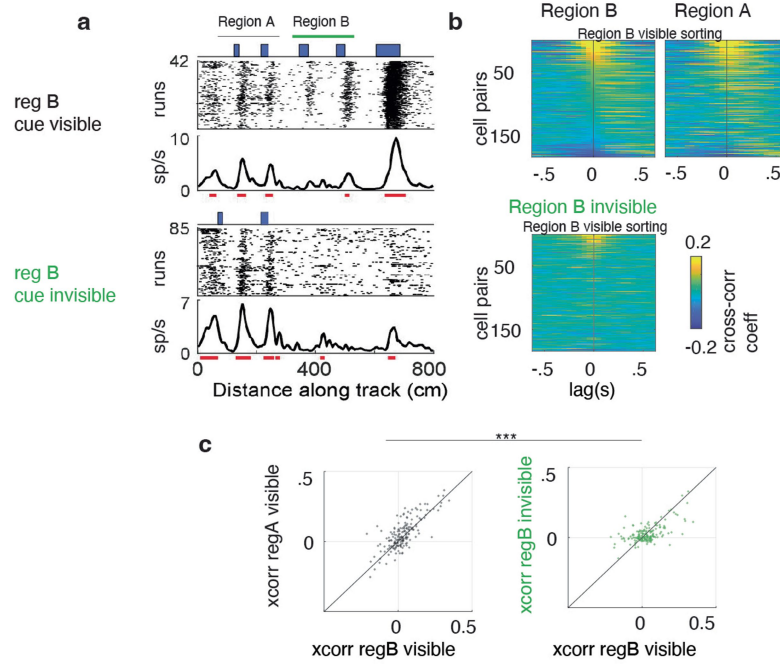 a
Region A
Region B
reg B
cue visible
42
runs
10
sp/s
0
reg B
cue invisible
85
runs
7
sp/s
0
0 400 800
Distance along track (cm)
b
Region B Region A
Region B visible sorting
cell pairs
50
150
-.5 0 .5
-.5 0 .5
Region B invisible
Region B visible sorting
cell pairs
50
150
-.5 0 .5
lag(s)
0.2
-0.2
cross-corr
coeff
c
***
xcorr regA visible
.5
0
0 0.5
xcorr regB visible
xcorr regB invisible
.5
0
0 0.5
xcorr regB visible